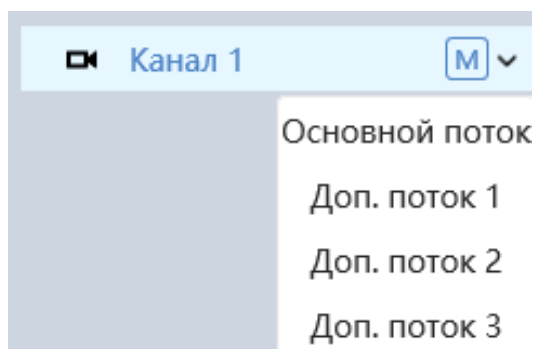 Канал 1 M
Основной поток
Доп. поток 1
Доп. поток 2
Доп. поток 3